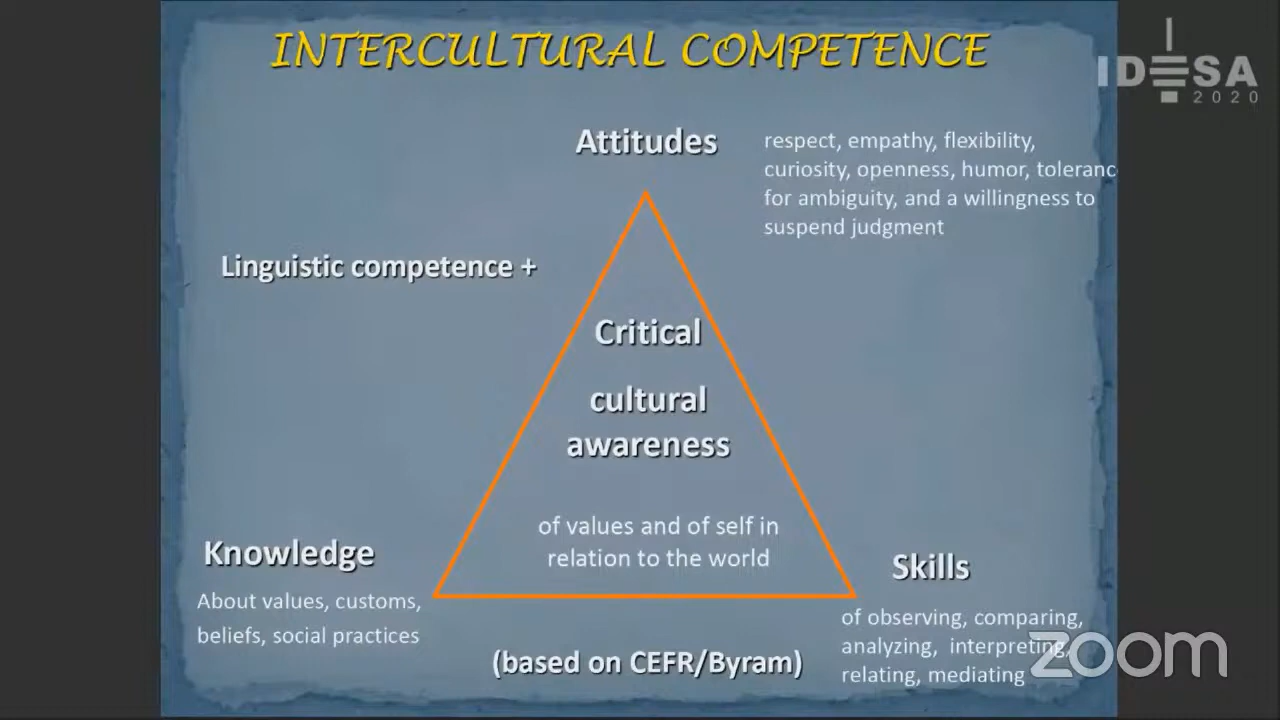 INTERCULTURAL COMPETENCE
IDESA
2020
Attitudes
respect, empathy, flexibility,
curiosity, openness, humor, toleranc
for ambiguity, and a willingness to
suspend judgment
Linguistic competence +
Critical
cultural
awareness
of values and of self in
relation to the world
Knowledge
About values, customs,
beliefs, social practices
Skills
of observing, comparing,
analyzing, interpreting,
relating, mediating
(based on CEFR/Byram)
zoom